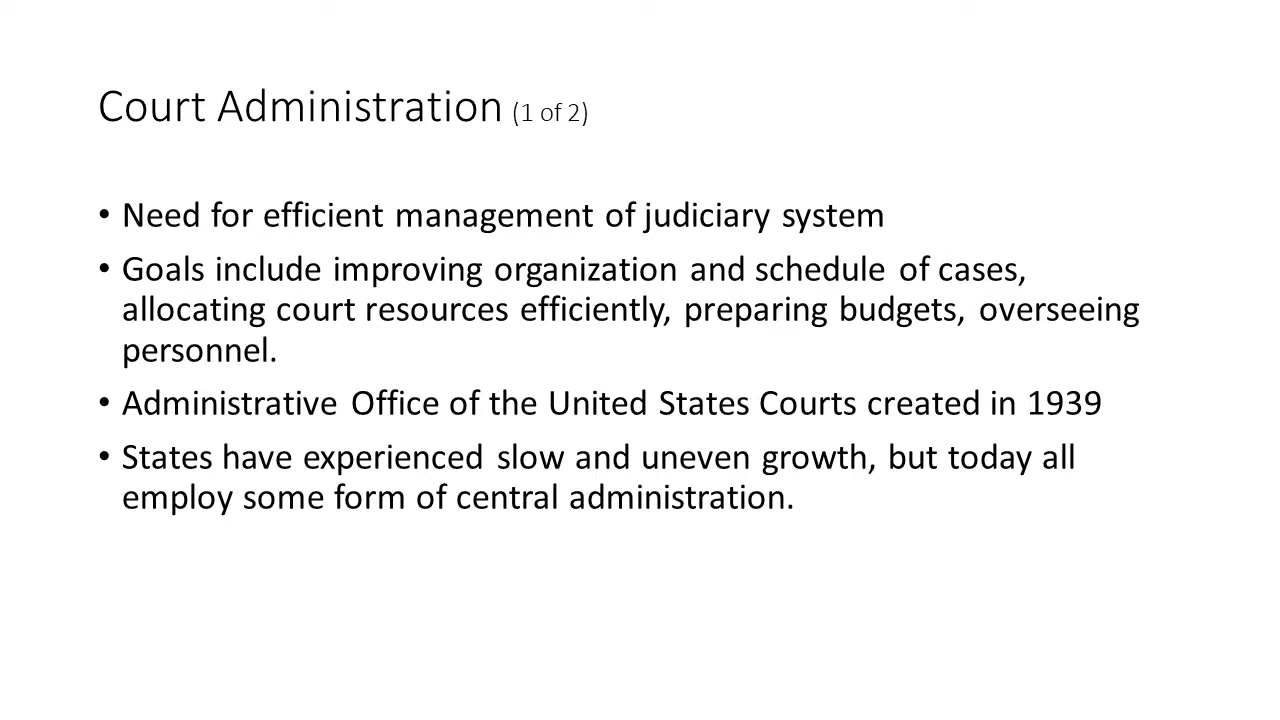 Court Administration (1 of 2)
• Need for efficient management of judiciary system
• Goals include improving organization and schedule of cases,
allocating court resources efficiently, preparing budgets, overseeing
personnel.
• Administrative Office of the United States Courts created in 1939
• States have experienced slow and uneven growth, but today all
employ some form of central administration.